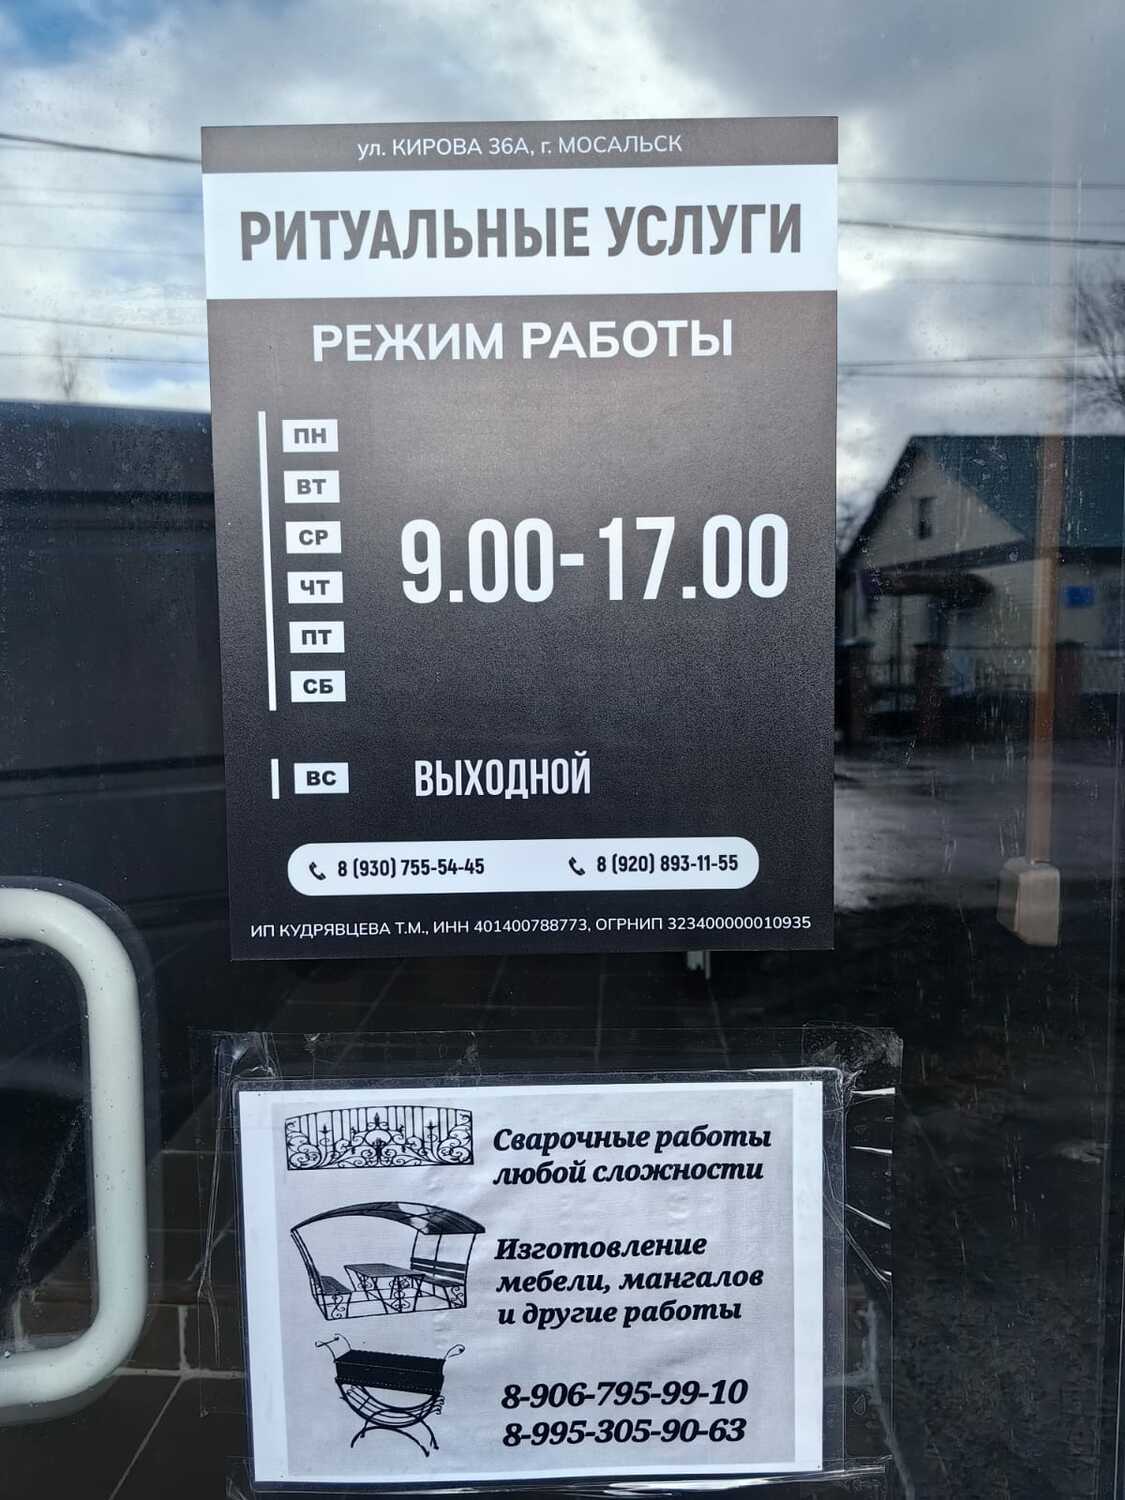 ул. КИРОВА 36А, г. МОСАЛЬСК
РИТУАЛЬНЫЕ УСЛУГИ
РЕЖИМ РАБОТЫ
ПН
ВТ
СР
ЧТ
ПТ
СБ
9.00-17.00
ВС ВЫХОДНОЙ
8 (930) 755-54-45 8 (920) 893-11-55
ИП КУДРЯВЦЕВА Т.М., ИНН 401400788773, ОГРНИП 323400000010935
Сварочные работы
любой сложности
Изготовление
мебели, мангалов
и другие работы
8-906-795-99-10
8-995-305-90-63